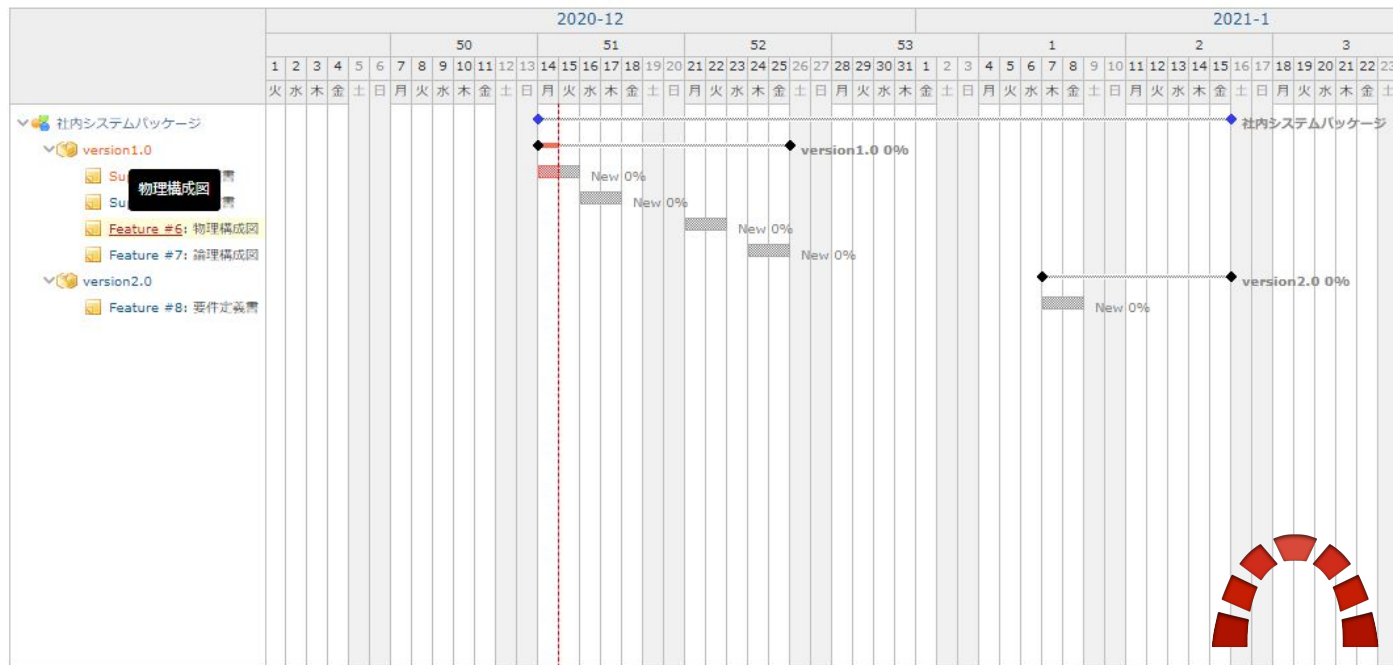 2020-12 2021-1
50 51 52 53 1 2 3
1 2 3 4 5 6 7 8 9 10 11 12 13 14 15 16 17 18 19 20 21 22 23 24 25 26 27 28 29 30 31 1 2 3 4 5 6 7 8 9 10 11 12 13 14 15 16 17 18 19 20 21 22 23
火 水 木 金 土 日 月 火 水 木 金 土 日 月 火 水 木 金 土 日 月 火 水 木 金 土 日 月 火 水 木 金 土 日 月 火 水 木 金 土 日 月 火 水 木 金 土 日 月 火 水 木 金 土
社内システムパッケージ 社内システムパッケージ
version1.0 version1.0 0%
Su 書 New 0%
物理構成図
Su 書 New 0%
Feature #6: 物理構成図 New 0%
Feature #7: 論理構成図 New 0%
version2.0 version2.0 0%
Feature #8: 要件定義書 New 0%